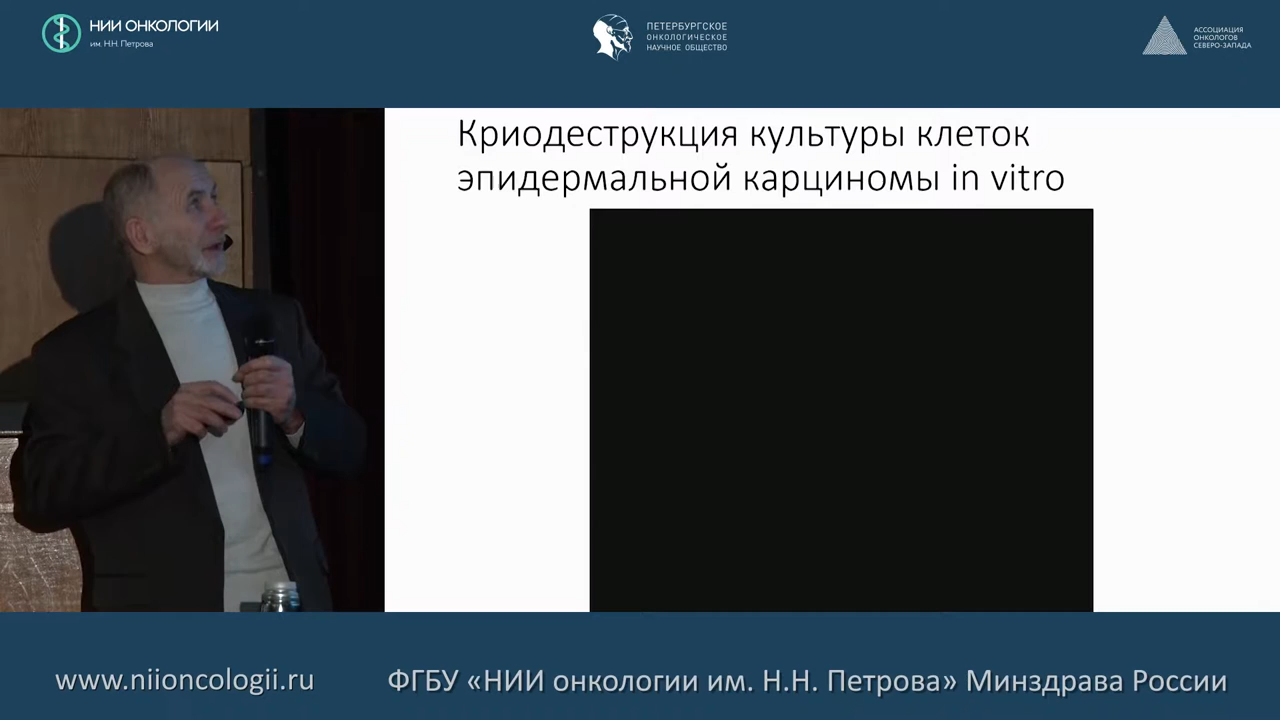 НИИ ОНКОЛОГИИ
им. Н.Н. Петрова
ПЕТЕРБУРГСКОЕ
ОНКОЛОГИЧЕСКОЕ
НАУЧНОЕ ОБЩЕСТВО
АССОЦИАЦИЯ
ОНКОЛОГОВ
СЕВЕРО-ЗАПАДА
Криодеструкция культуры клеток
эпидермальной карциномы in vitro
www.niioncologii.ru
ФГБУ «НИИ онкологии им. Н.Н. Петрова» Минздрава России